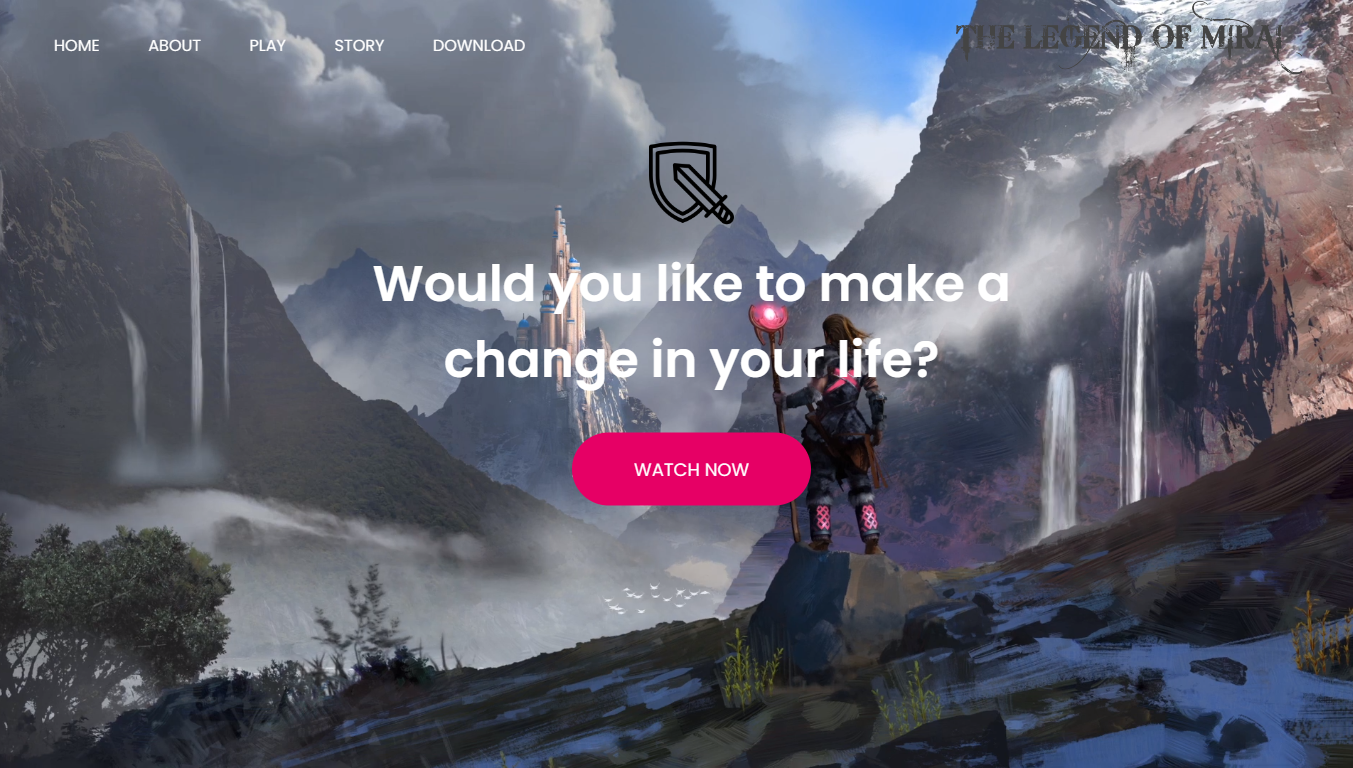 HOME
ABOUT
PLAY
STORY
DOWNLOAD
THE LEGEND OF MIRAI
Would you like to make a
change in your life?
WATCH NOW